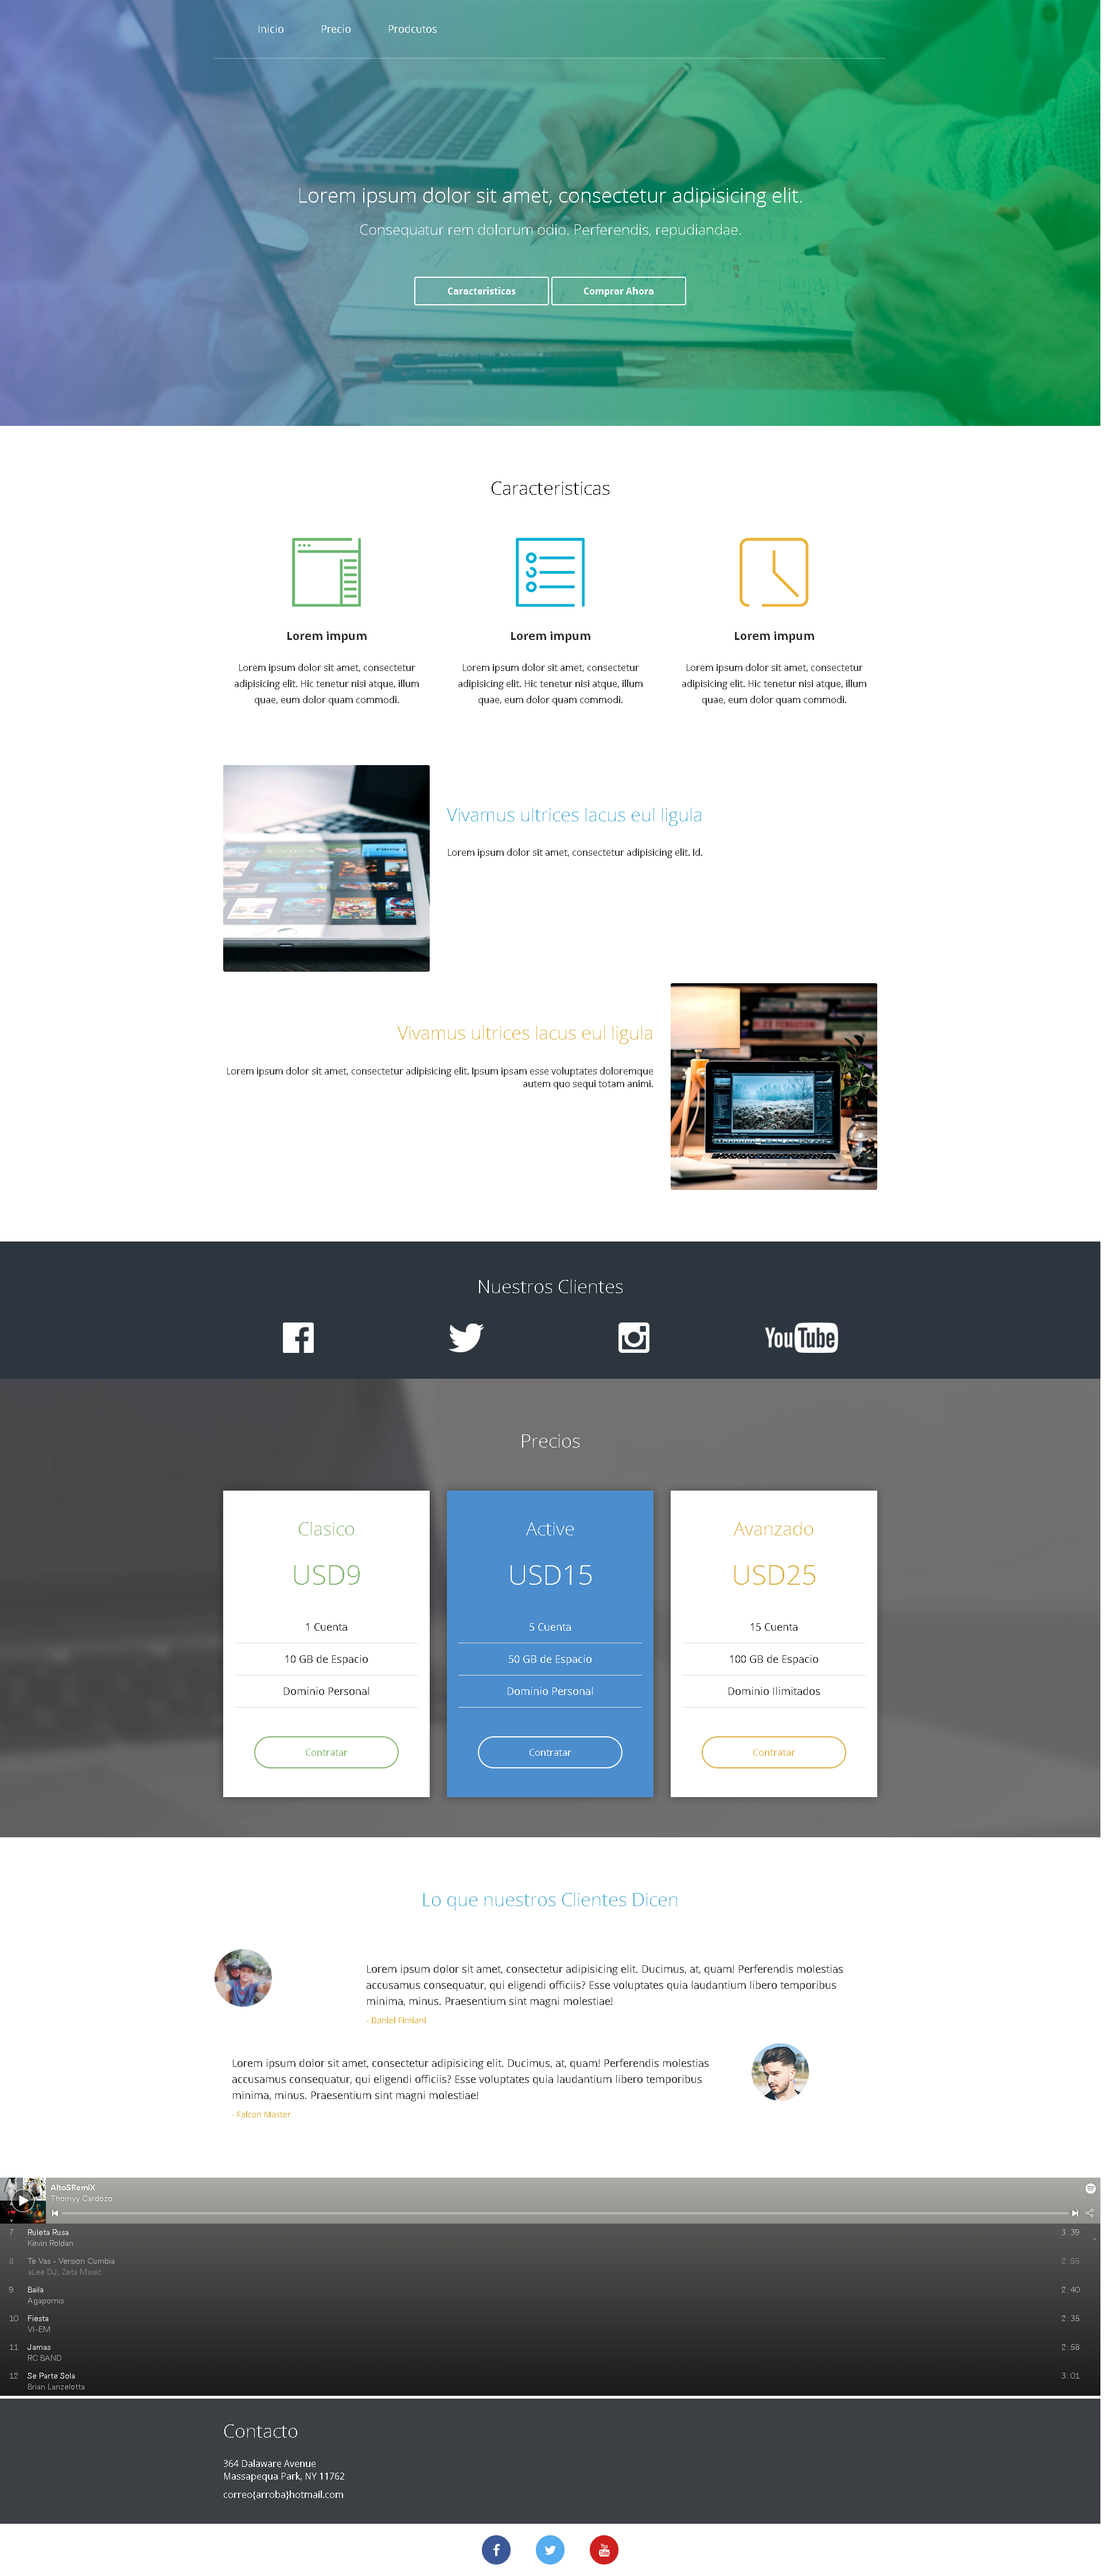 Inicio Precio Prodcutos
Lorem ipsum dolor sit amet, consectetur adipisicing elit.
Consequatur rem dolorum odio. Perferendis, repudiandae.
Caracteristicas Comprar Ahora
Caracteristicas
Lorem impum
Lorem ipsum dolor sit amet, consectetur
adipisicing elit. Hic tenetur nisi atque, illum
quae, eum dolor quam commodi.
Lorem impum
Lorem ipsum dolor sit amet, consectetur
adipisicing elit. Hic tenetur nisi atque, illum
quae, eum dolor quam commodi.
Lorem impum
Lorem ipsum dolor sit amet, consectetur
adipisicing elit. Hic tenetur nisi atque, illum
quae, eum dolor quam commodi.
Vivamus ultrices lacus eul ligula
Lorem ipsum dolor sit amet, consectetur adipisicing elit. Id.
Vivamus ultrices lacus eul ligula
Lorem ipsum dolor sit amet, consectetur adipisicing elit. Ipsum ipsam esse voluptates doloremque
autem quo sequi totam animi.
Nuestros Clientes
YouTube
Precios
Clasico
USD9
1 Cuenta
10 GB de Espacio
Dominio Personal
Contratar
Active
USD15
5 Cuenta
50 GB de Espacio
Dominio Personal
Contratar
Avanzado
USD25
15 Cuenta
100 GB de Espacio
Dominio Ilimitados
Contratar
Lo que nuestros Clientes Dicen
Lorem ipsum dolor sit amet, consectetur adipisicing elit. Ducimus, at, quam! Perferendis molestias
accusamus consequatur, qui eligendi officiis? Esse voluptates quia laudantium libero temporibus
minima, minus. Praesentium sint magni molestiae!
- Daniel Fimiani
Lorem ipsum dolor sit amet, consectetur adipisicing elit. Ducimus, at, quam! Perferendis molestias
accusamus consequatur, qui eligendi officiis? Esse voluptates quia laudantium libero temporibus
minima, minus. Praesentium sint magni molestiae!
- Falcon Master
AltoSRemiX
Thomyy Cardozo
7 Ruleta Rusa 3:39
Kevin Roldan
8 Te Vas - Version Cumbia 2:55
aLee DJ, Zeta Music
9 Baila 2:40
Agapornis
10 Fiesta 2:35
VI-EM
11 Jamas 2:58
RC BAND
12 Se Parte Sola 3:01
Brian Lanzelotta
Contacto
364 Dalaware Avenue
Massapequa Park, NY 11762
correo{arroba}hotmail.com